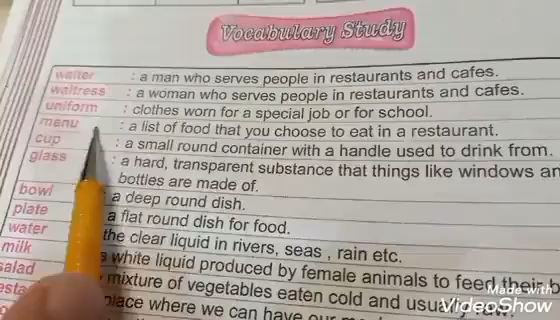 Vocabulary Study
waiter : a man who serves people in restaurants and cafes.
waitress : a woman who serves people in restaurants and cafes.
uniform : clothes worn for a special job or for school.
menu : a list of food that you choose to eat in a restaurant.
cup : a small round container with a handle used to drink from.
glass : a hard, transparent substance that things like windows
bottles are made of.
bowl a deep round dish.
plate a flat round dish for food.
water the clear liquid in rivers, seas , rain etc.
milk white liquid produced by female animals to feed their
salad mixture of vegetables eaten cold and
place where we can have our
Made with
VideoShow